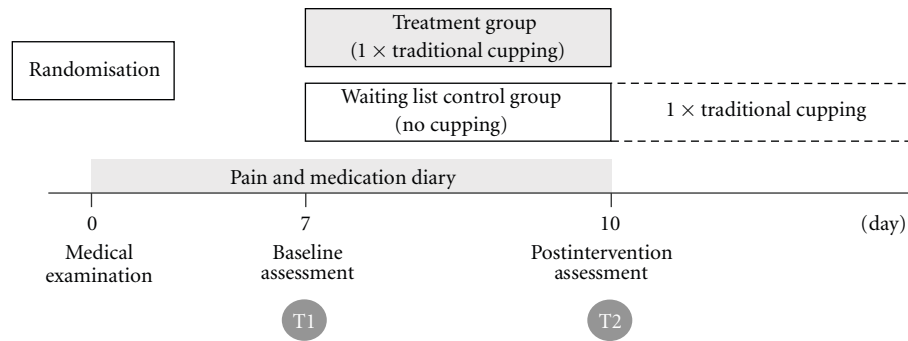 Treatment group
(1 × traditional cupping)
Randomisation
Waiting list control group
(no cupping)
1 × traditional cupping
Pain and medication diary
0
7
10
(day)
Medical
examination
Baseline
assessment
Postintervention
assessment
T1
T2